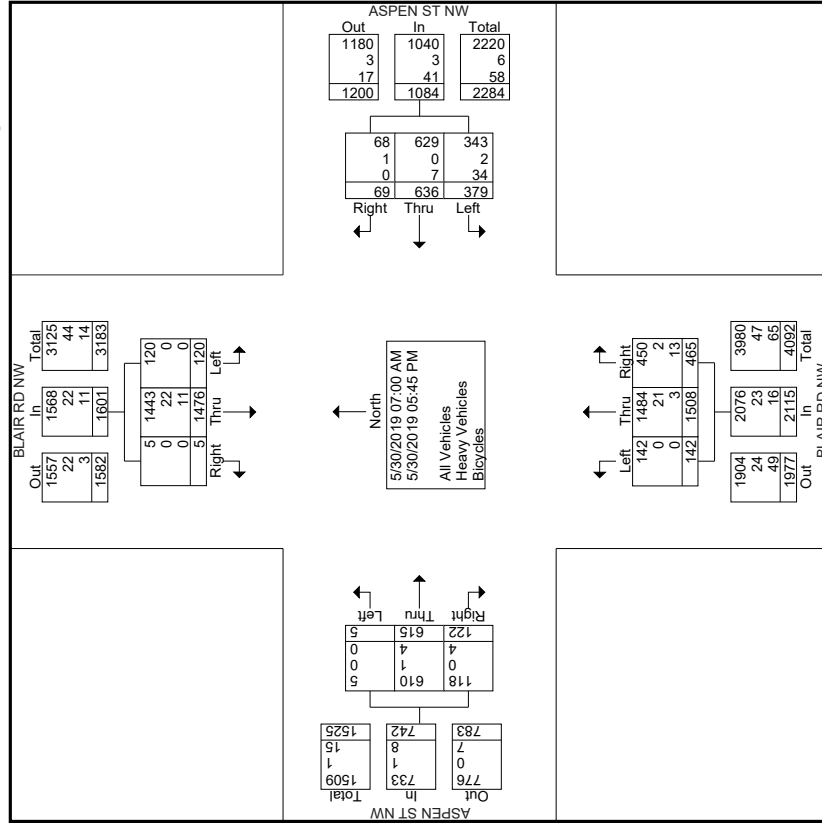 ASPEN ST NW
Out In Total
1180 1040 2220
3 3 6
17 41 58
1200 1084 2284
68 629 343
1 0 2
0 7 34
69 636 379
Right Thru Left
BLAIR RD NW
Out In Total
1557 1568 3125
22 22 44
3 11 14
1582 1601 3183
5 1443 120
0 22 0
0 11 0
5 1476 120
Right Thru Left
North
5/30/2019 07:00 AM
5/30/2019 05:45 PM
All Vehicles
Heavy Vehicles
Bicycles
Left Thru Right
142 1484 450
0 21 2
0 3 13
142 1508 465
1904 2076 3980
24 23 47
49 16 65
1977 2115 4092
Out In Total
BLAIR RD NW
Left Thru Right
5 615 122
0 4 4
0 1 0
5 610 118
1525 742 783
15 8 7
1 1 0
1509 733 776
Total In Out
ASPEN ST NW